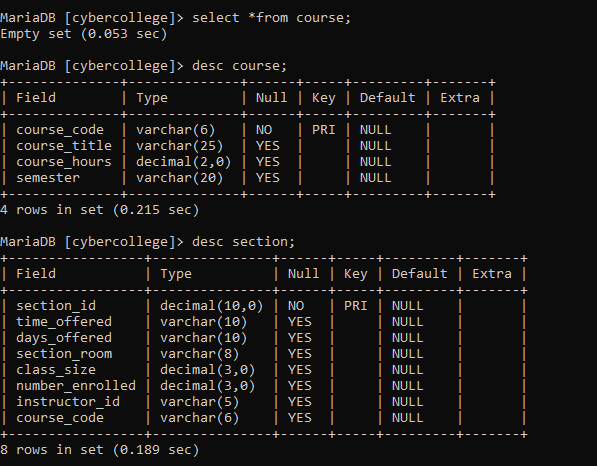 MariaDB [cybercollege]> select *from course;
Empty set (0.053 sec)
MariaDB [cybercollege]> desc course;
+--------------+--------------+------+-----+---------+-------+
| Field        | Type         | Null | Key | Default | Extra |
+--------------+--------------+------+-----+---------+-------+
| course_code  | varchar(6)   | NO   | PRI | NULL    |       |
| course_title | varchar(25)  | YES  |     | NULL    |       |
| course_hours | decimal(2,0) | YES  |     | NULL    |       |
| semester     | varchar(20)  | YES  |     | NULL    |       |
+--------------+--------------+------+-----+---------+-------+
4 rows in set (0.215 sec)
MariaDB [cybercollege]> desc section;
+-----------------+---------------+------+-----+---------+-------+
| Field           | Type          | Null | Key | Default | Extra |
+-----------------+---------------+------+-----+---------+-------+
| section_id      | decimal(10,0) | NO   | PRI | NULL    |       |
| time_offered    | varchar(10)   | YES  |     | NULL    |       |
| days_offered    | varchar(10)   | YES  |     | NULL    |       |
| section_room    | varchar(8)    | YES  |     | NULL    |       |
| class_size      | decimal(3,0)  | YES  |     | NULL    |       |
| number_enrolled | decimal(3,0)  | YES  |     | NULL    |       |
| instructor_id   | varchar(5)    | YES  |     | NULL    |       |
| course_code     | varchar(6)    | YES  |     | NULL    |       |
+-----------------+---------------+------+-----+---------+-------+
8 rows in set (0.189 sec)